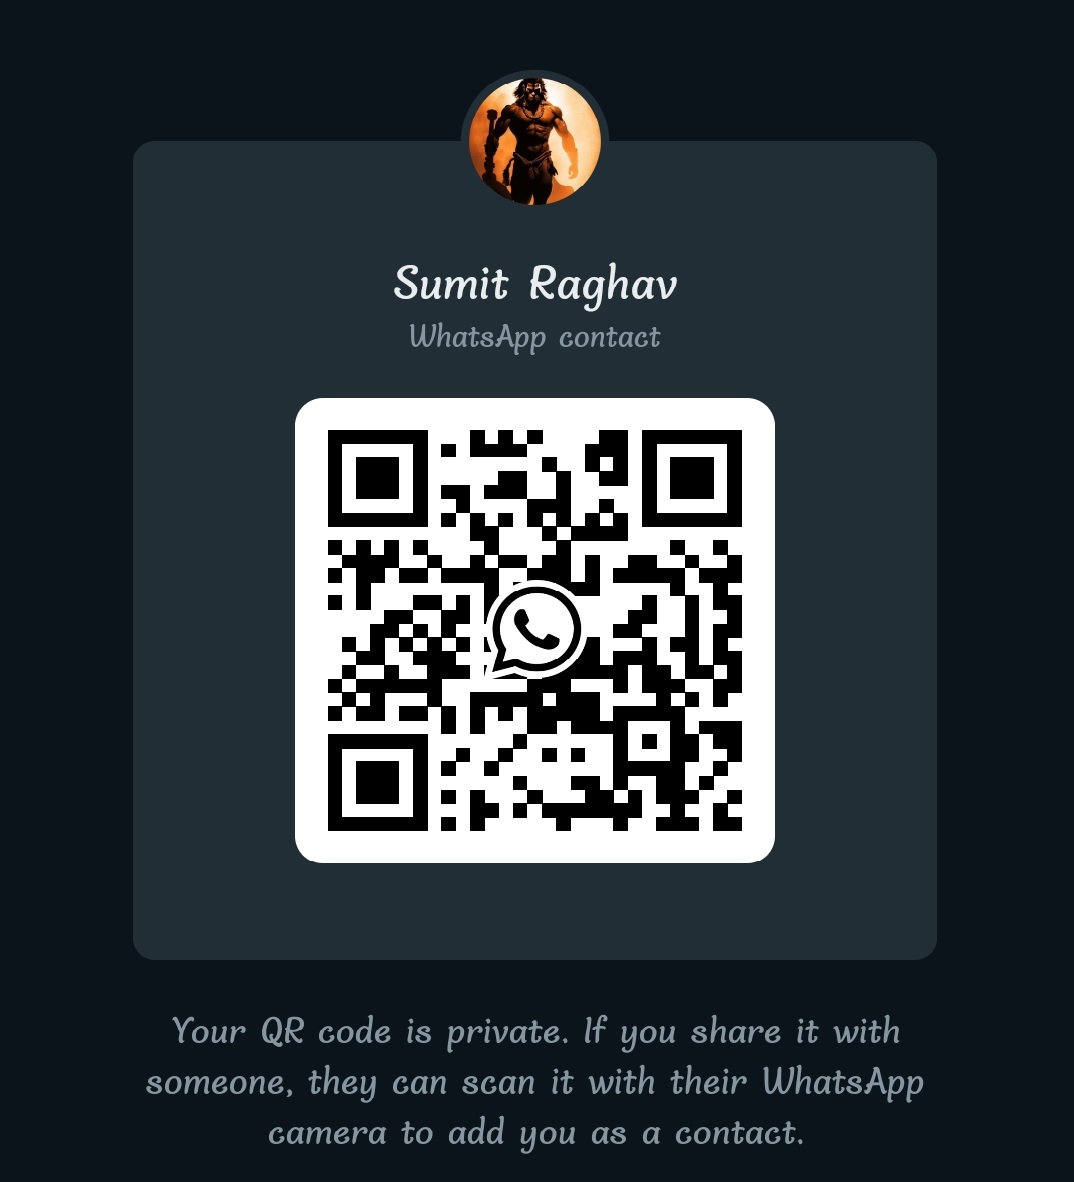 Sumit Raghav
WhatsApp contact
Your QR code is private. If you share it with
someone, they can scan it with their WhatsApp
camera to add you as a contact.